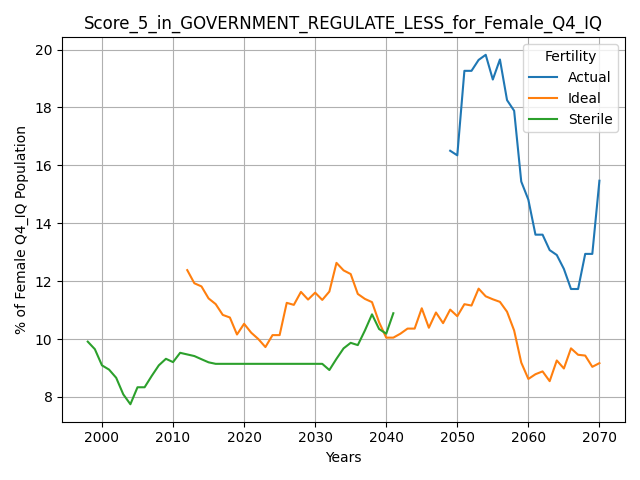 Score_5_in_GOVERNMENT_REGULATE_LESS_for_Female_Q4_IQ
Fertility
Actual
Ideal
Sterile
% of Female Q4_IQ Population
20
18
16
14
12
10
8
2000 2010 2020 2030 2040 2050 2060 2070
Years